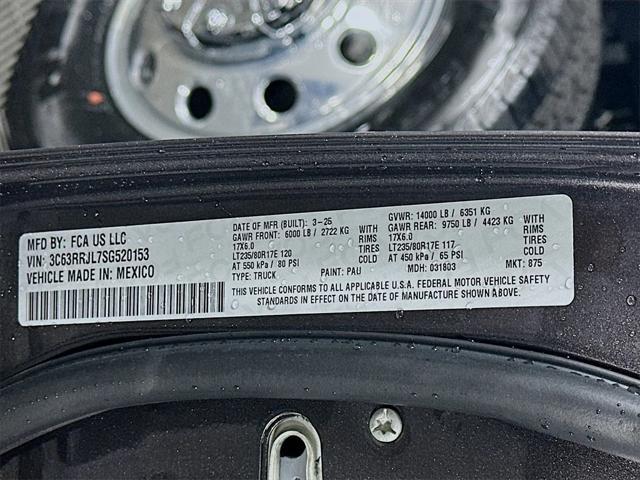 MFD BY: FCA US LLC
VIN: 3C63RRJL7SG520153
VEHICLE MADE IN: MEXICO
DATE OF MFR (BUILT): 3-25
GAWR FRONT: 6000 LB / 2722 KG
17X6.0
LT235/80R17E 120
AT 550 kPa / 80 PSI
TYPE: TRUCK
WITH
RIMS
TIRES
COLD
PAINT: PAU
GVWR: 14000 LB / 6351 KG
GAWR REAR: 9750 LB / 4423 KG
17X6.0
LT235/80R17E 117
AT 450 kPa / 65 PSI
MDH: 031803
WITH
RIMS
TIRES
COLD
MKT: 875
THIS VEHICLE CONFORMS TO ALL APPLICABLE U.S.A. FEDERAL MOTOR VEHICLE SAFETY
STANDARDS IN EFFECT ON THE DATE OF MANUFACTURE SHOWN ABOVE.